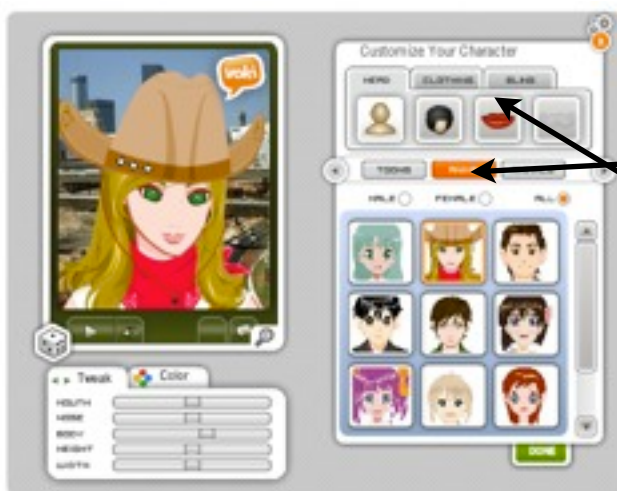 voki
Customize Your Character
HEAD CLOTHING BLING
TOONS
MALE FEMALE ALL
Tweak Color
MOUTH
NOSE
BODY
HEIGHT
WIDTH
DONE